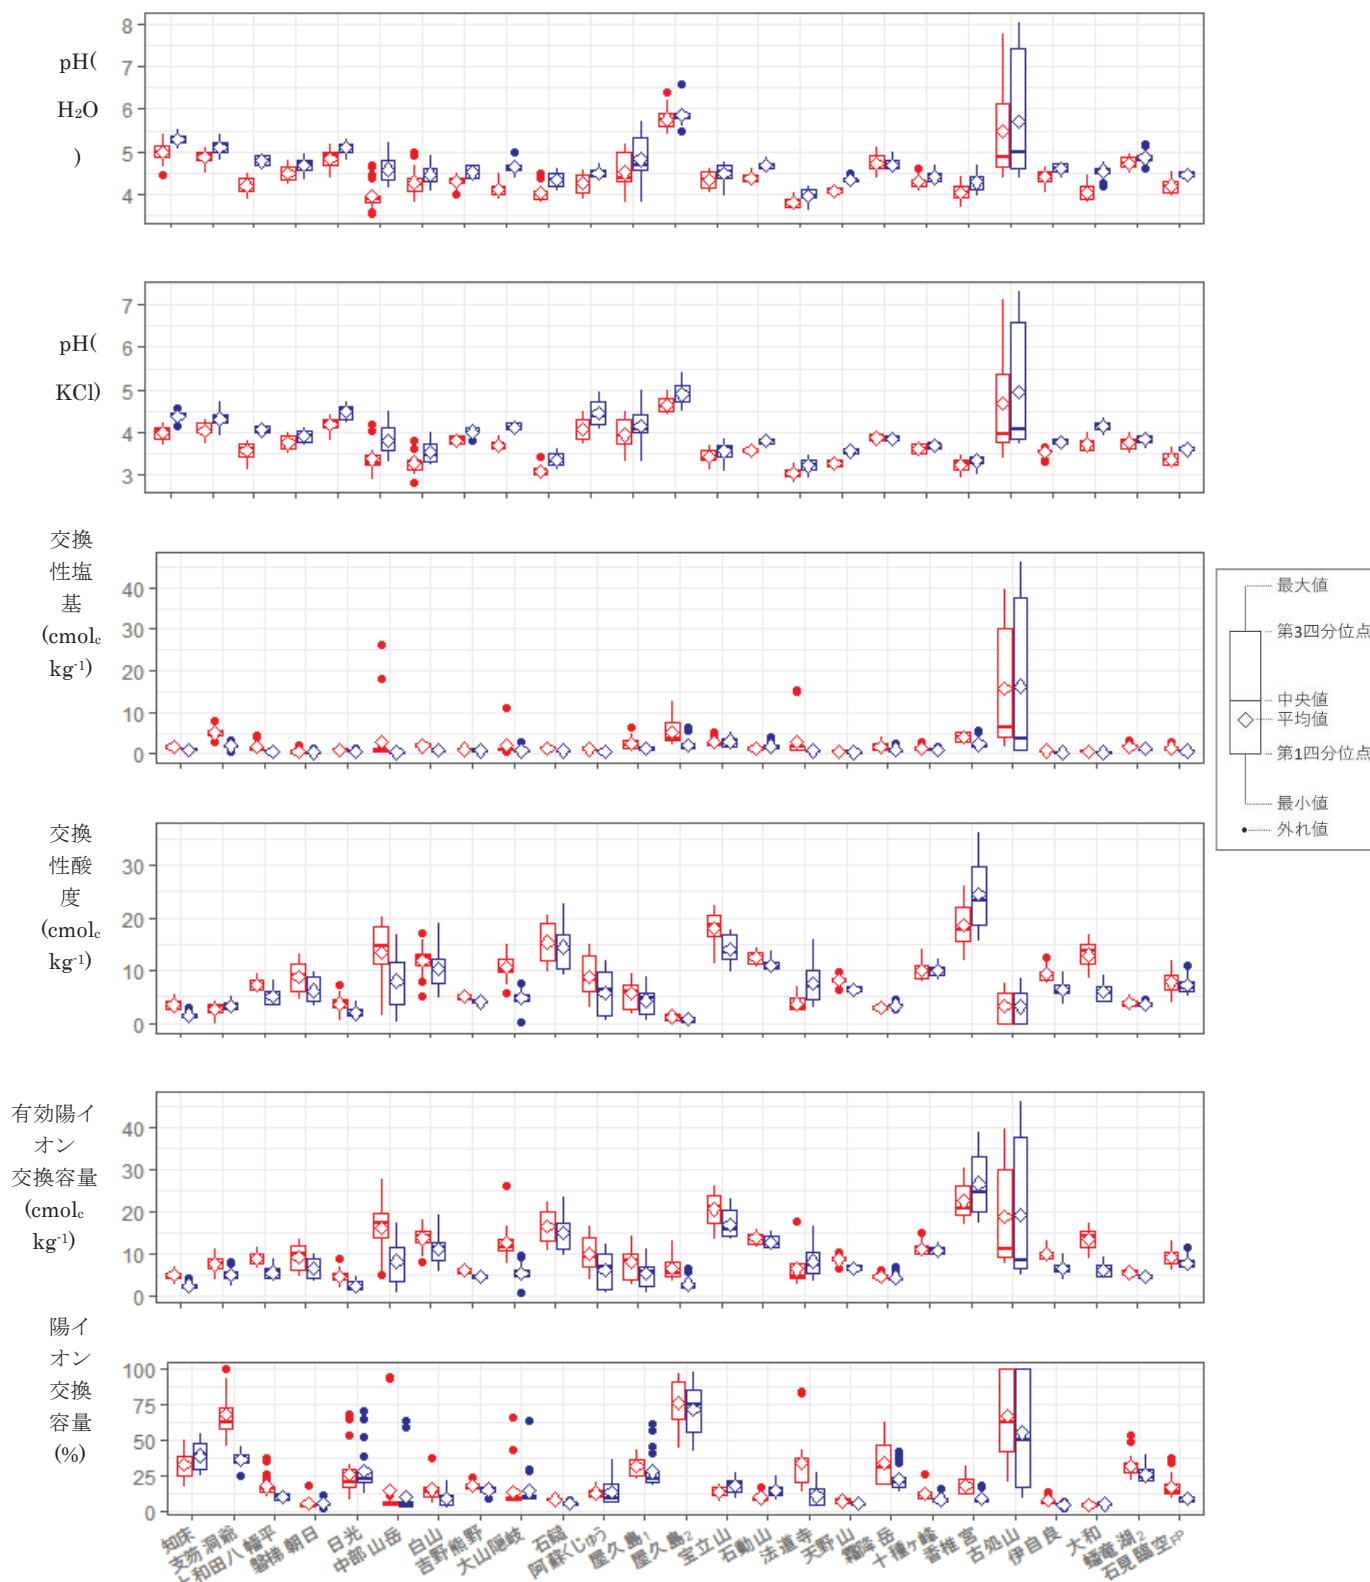 pH(
H₂O
)
8
7
6
5
4
pH(
KCl)
7
6
5
4
3
交換
性塩
基
(cmolc
kg⁻¹)
40
30
20
10
0
最大値
第3四分位点
中央値
平均値
第1四分位点
最小値
外れ値
交換
性酸
度
(cmolc
kg⁻¹)
30
20
10
0
有効陽イ
オン
交換容量
(cmolc
kg⁻¹)
40
30
20
10
0
陽イ
オン
交換
容量
(%)
100
75
50
25
0
知床
支笏洞爺
和田八幡平
磐梯朝日
日光
中部山岳
白山
吉野熊野
大山隠岐
石鎚
阿蘇くじゅう
屋久島1
屋久島2
宝立山
石動山
法道寺
天野山
霜降岳
十種ヶ峰
香椎宮
古処山
伊自良
大和
蟠竜湖2
石見臨空FP